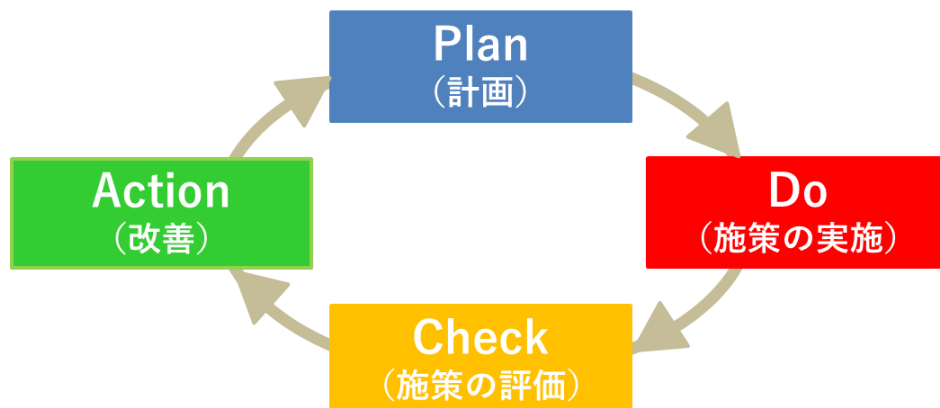 Plan
（計画）
Do
（施策の実施）
Check
（施策の評価）
Action
（改善）